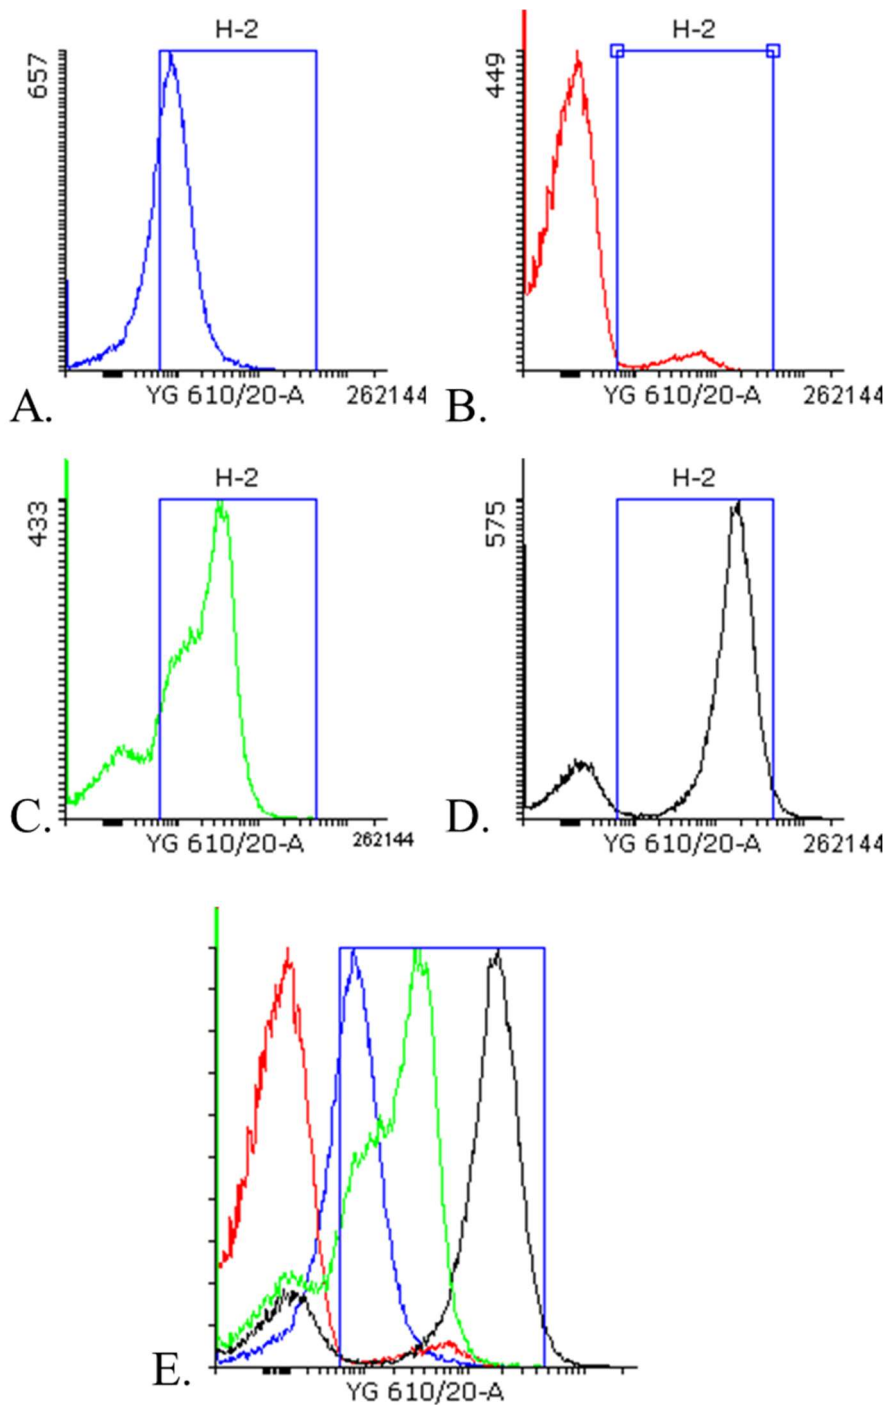 H-2
657
YG 610/20-A 262144
A.
H-2
449
YG 610/20-A 262144
B.
H-2
433
YG 610/20-A 262144
C.
H-2
575
YG 610/20-A 262144
D.
YG 610/20-A
E.